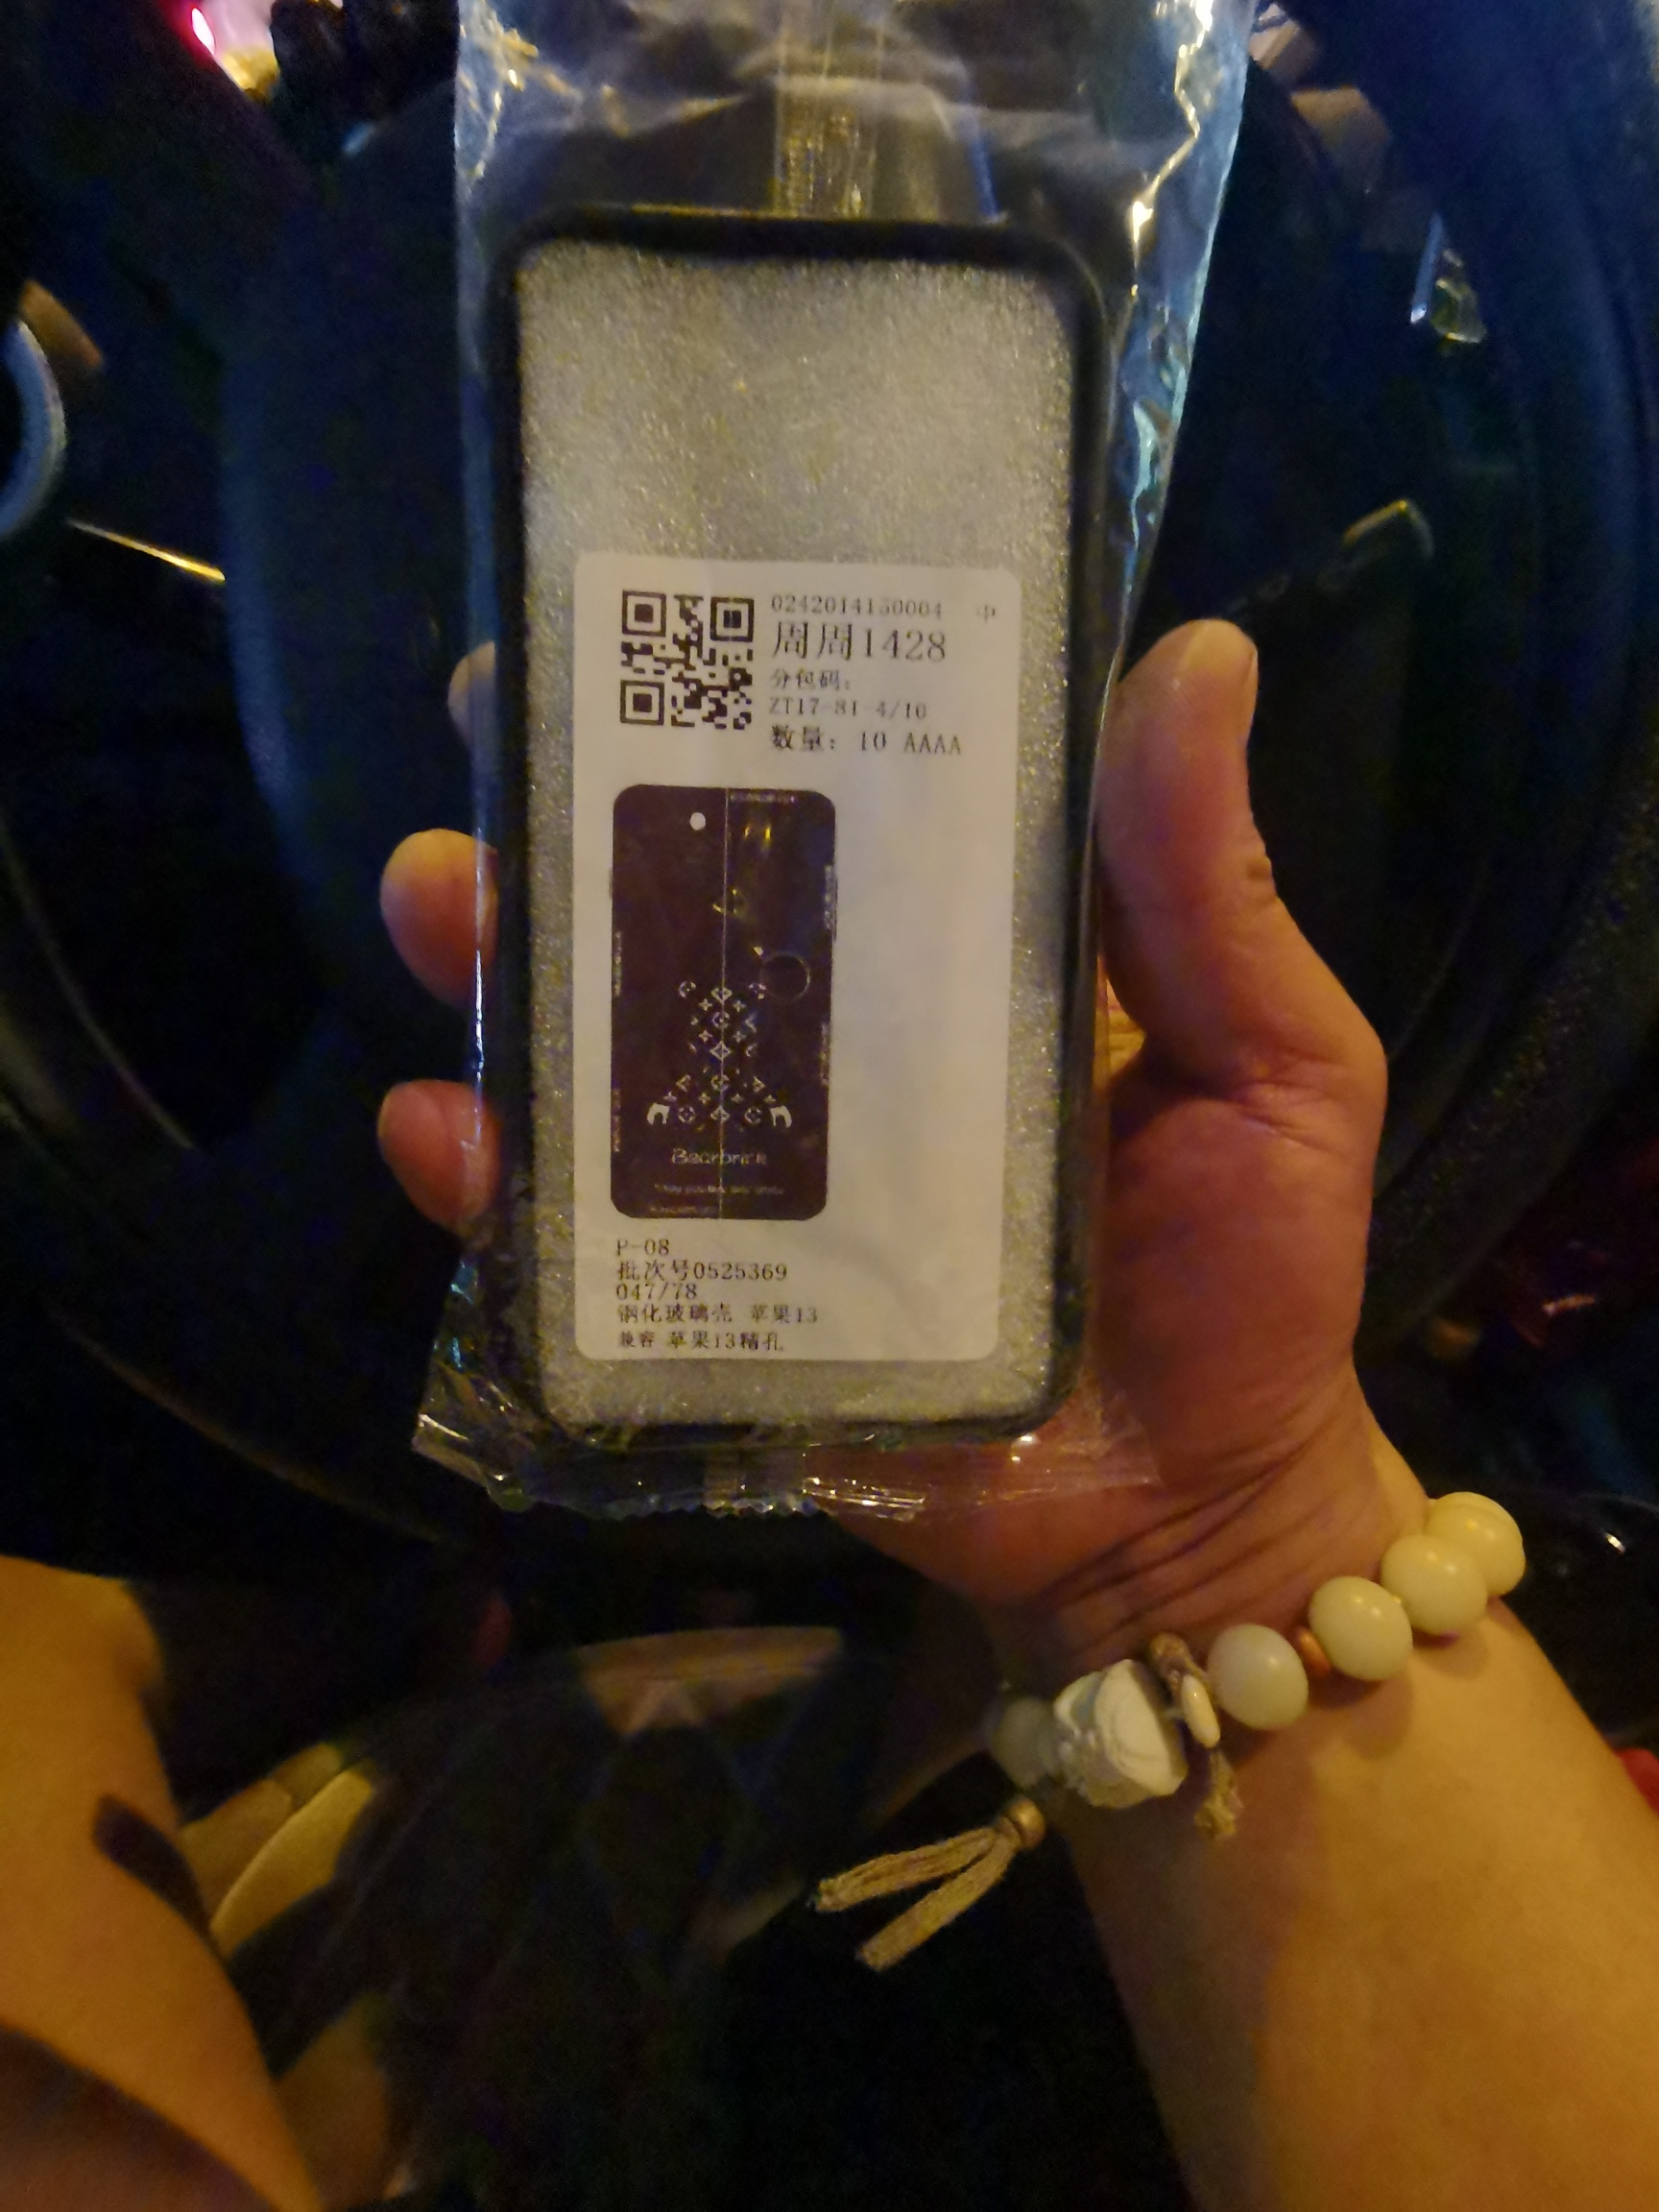 0242014130004 中
周周1428
分包码:
ZT17-81-4/10
数量: 10 AAAA
Bearbrick
P-08
批次号0525369
047/78
钢化玻璃壳 苹果13
兼容 苹果13精孔